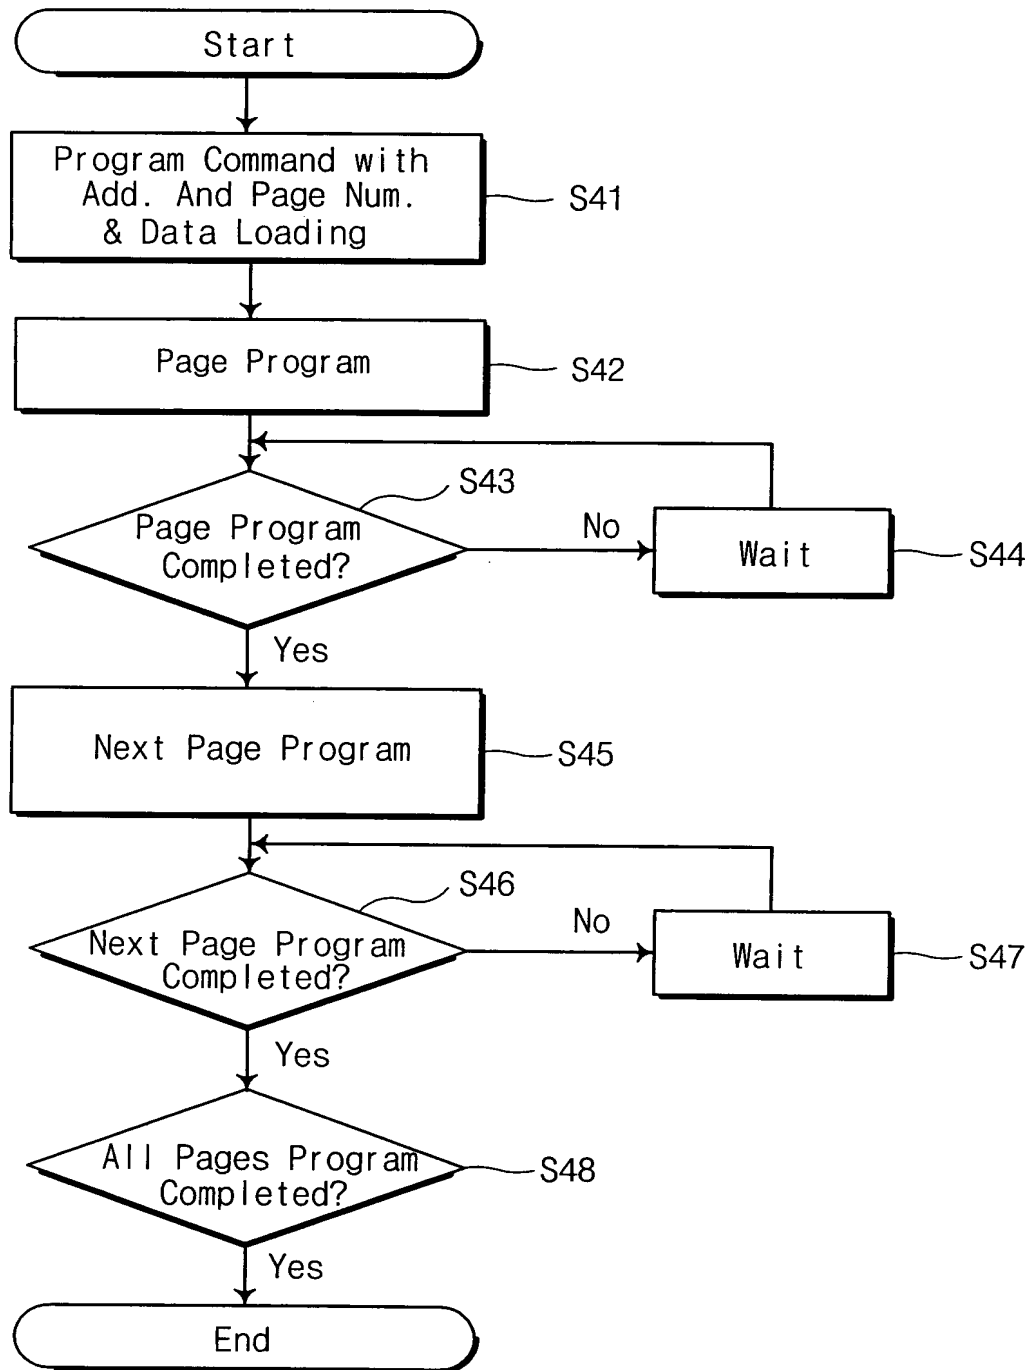 Start
Program Command with
Add. And Page Num.
& Data Loading
S41
Page Program
S42
S43
Page Program
Completed?
No
Wait
S44
Yes
Next Page Program
S45
S46
Next Page Program
Completed?
No
Wait
S47
Yes
All Pages Program
Completed?
S48
Yes
End